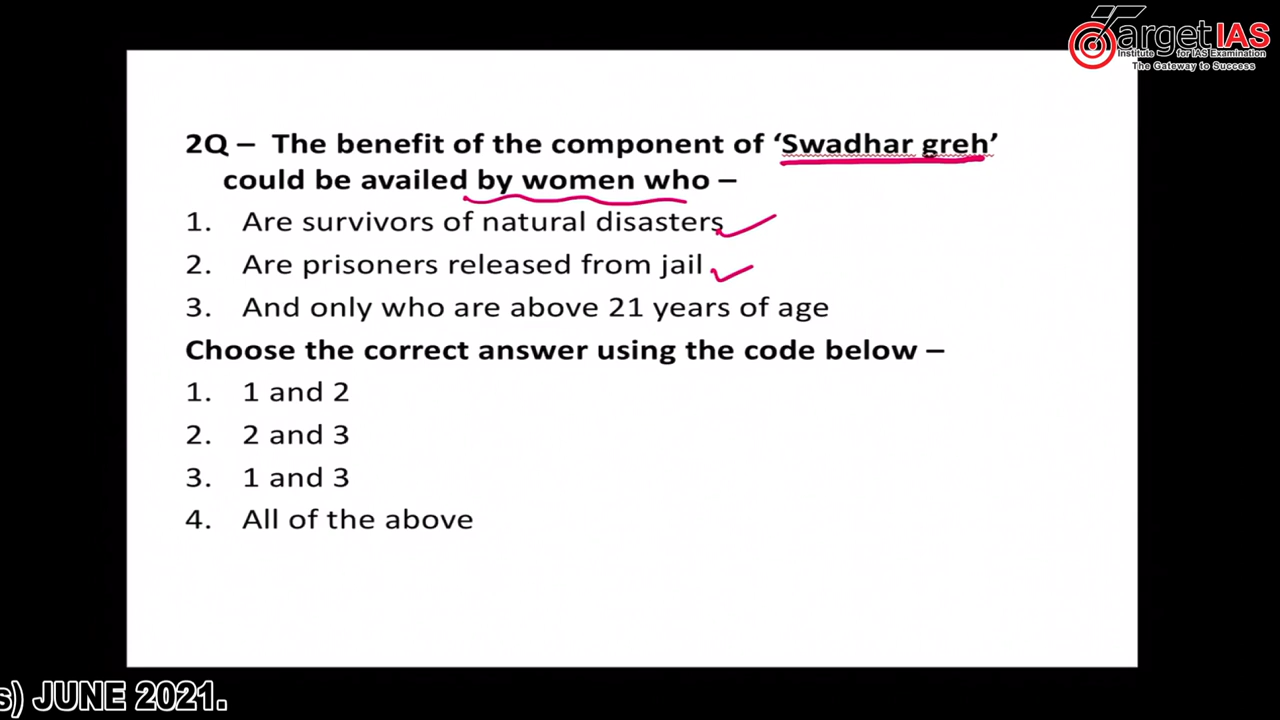 argetIAS
Institute for IAS Examination
The Gateway to Success
2Q – The benefit of the component of ‘Swadhar greh’
could be availed by women who –
1. Are survivors of natural disasters
2. Are prisoners released from jail
3. And only who are above 21 years of age
Choose the correct answer using the code below –
1. 1 and 2
2. 2 and 3
3. 1 and 3
4. All of the above
s) JUNE 2021.